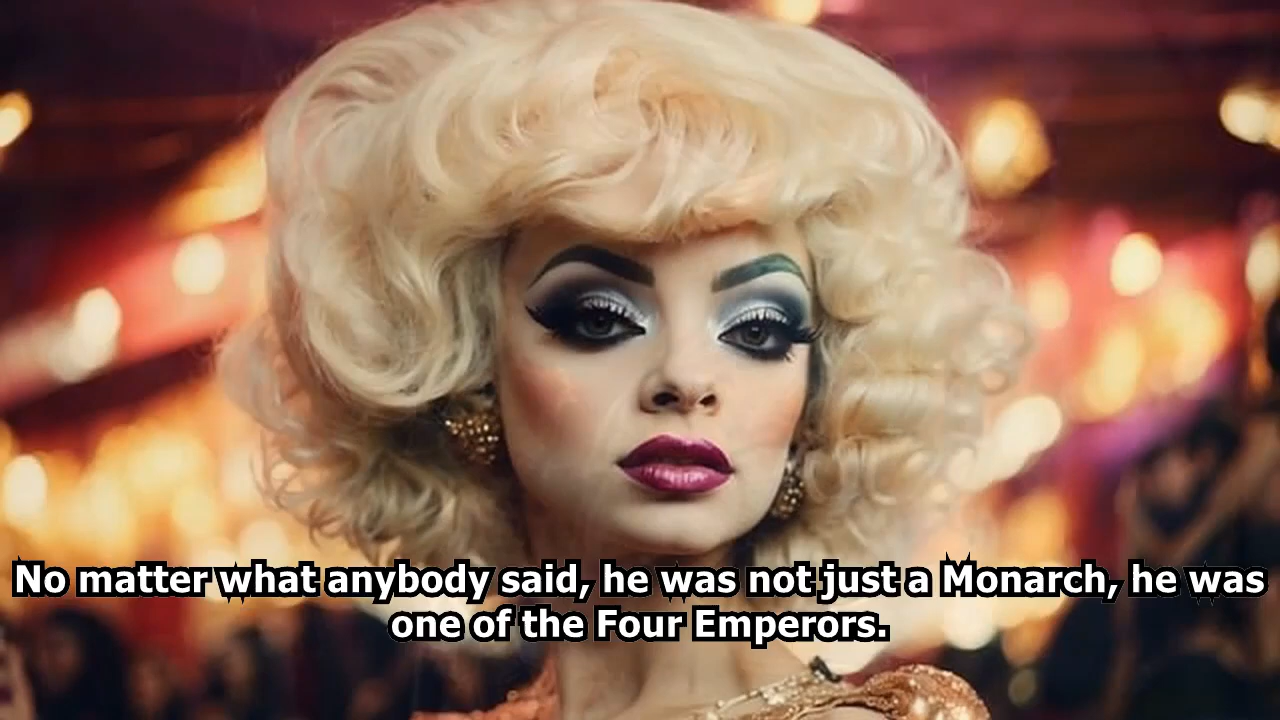 No matter what anybody said, he was not just a Monarch, he was
one of the Four Emperors.